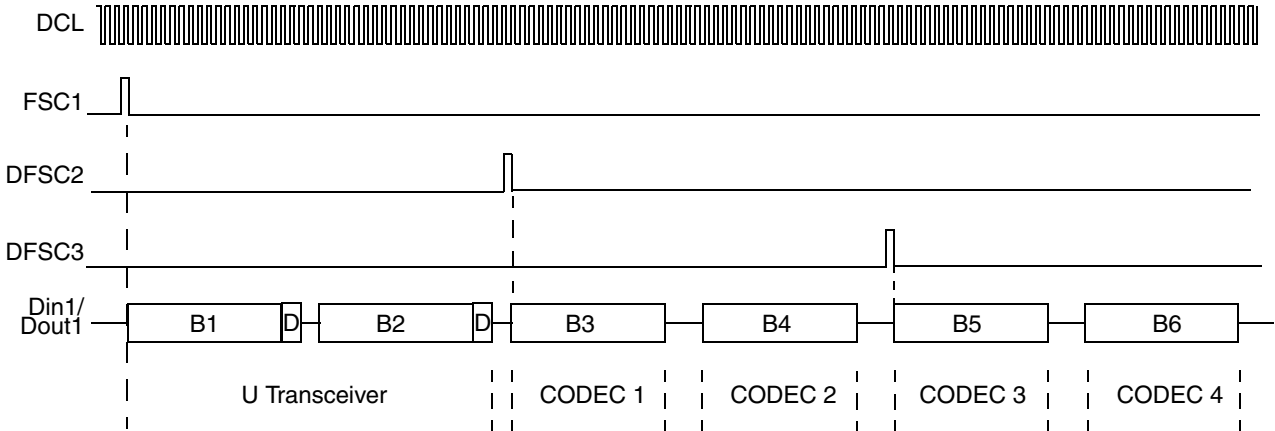 DCL
FSC1
DFSC2
DFSC3
Din1/
Dout1
B1 D B2 D B3 B4 B5 B6
U Transceiver CODEC 1 CODEC 2 CODEC 3 CODEC 4